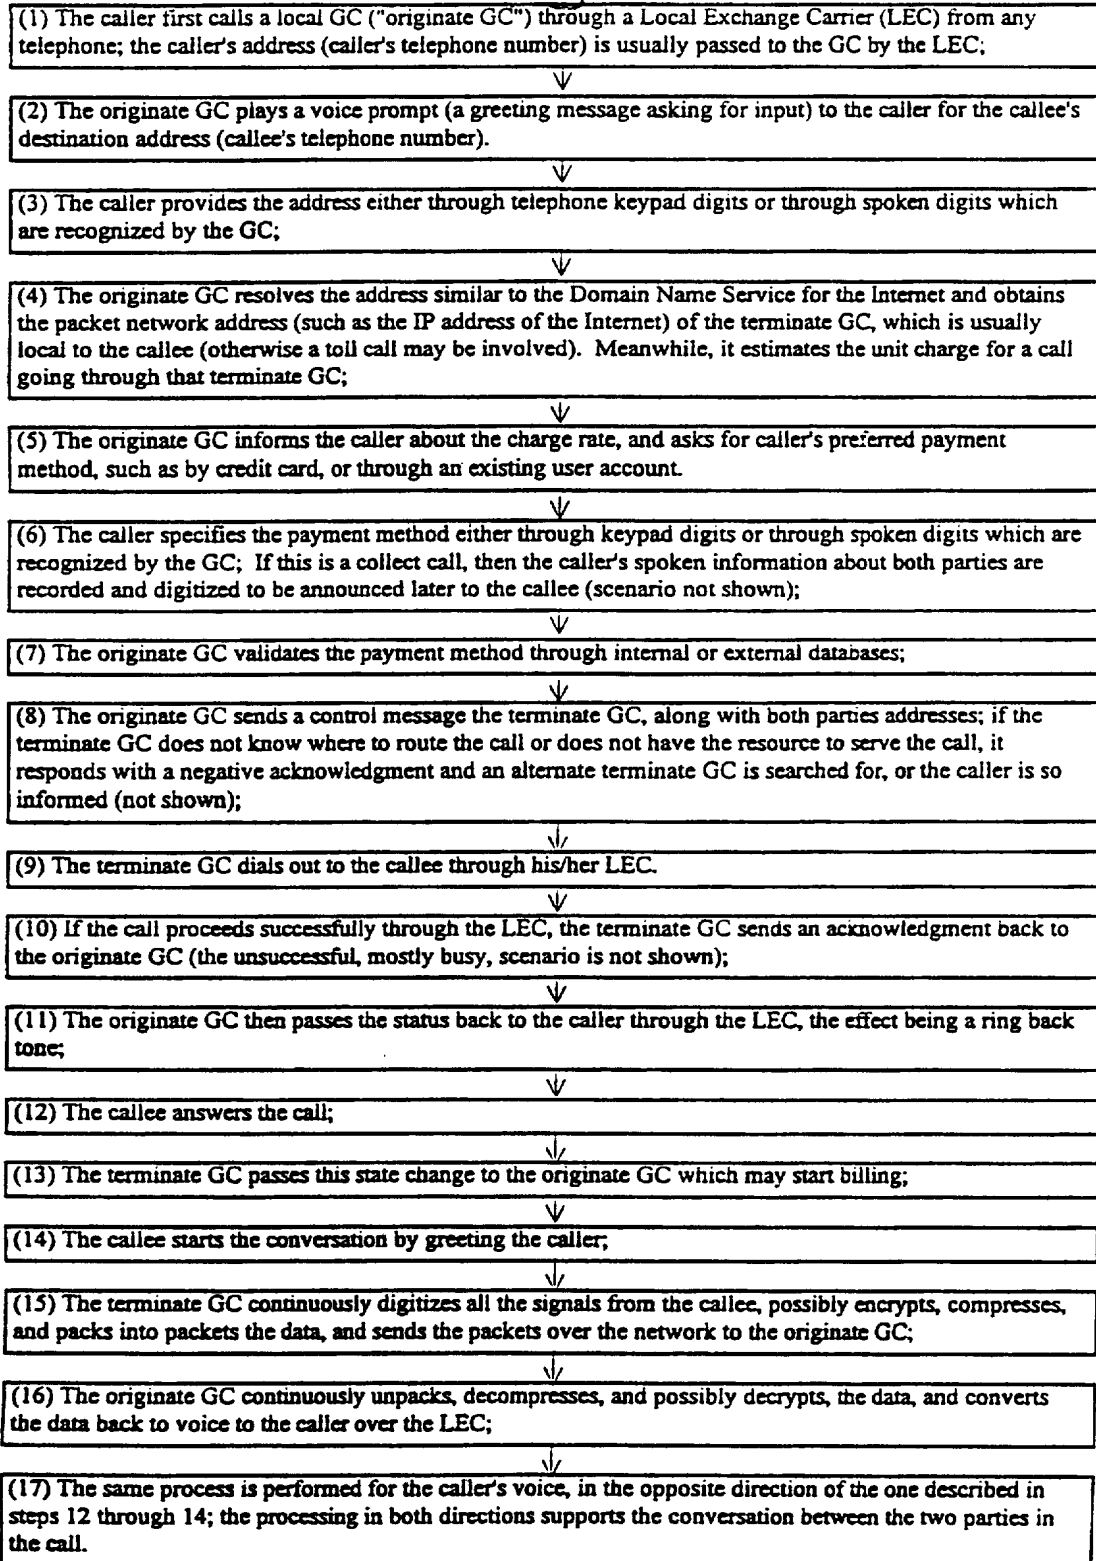 (1) The caller first calls a local GC ("originate GC") through a Local Exchange Carrier (LEC) from any
telephone; the caller's address (caller's telephone number) is usually passed to the GC by the LEC;
(2) The originate GC plays a voice prompt (a greeting message asking for input) to the caller for the callee's
destination address (callee's telephone number).
(3) The caller provides the address either through telephone keypad digits or through spoken digits which
are recognized by the GC;
(4) The originate GC resolves the address similar to the Domain Name Service for the Internet and obtains
the packet network address (such as the IP address of the Internet) of the terminate GC, which is usually
local to the callee (otherwise a toll call may be involved). Meanwhile, it estimates the unit charge for a call
going through that terminate GC;
(5) The originate GC informs the caller about the charge rate, and asks for caller's preferred payment
method, such as by credit card, or through an existing user account.
(6) The caller specifies the payment method either through keypad digits or through spoken digits which are
recognized by the GC; If this is a collect call, then the caller's spoken information about both parties are
recorded and digitized to be announced later to the callee (scenario not shown);
(7) The originate GC validates the payment method through internal or external databases;
(8) The originate GC sends a control message the terminate GC, along with both parties addresses; if the
terminate GC does not know where to route the call or does not have the resource to serve the call, it
responds with a negative acknowledgment and an alternate terminate GC is searched for, or the caller is so
informed (not shown);
(9) The terminate GC dials out to the callee through his/her LEC.
(10) If the call proceeds successfully through the LEC, the terminate GC sends an acknowledgment back to
the originate GC (the unsuccessful, mostly busy, scenario is not shown);
(11) The originate GC then passes the status back to the caller through the LEC, the effect being a ring back
tone;
(12) The callee answers the call;
(13) The terminate GC passes this state change to the originate GC which may start billing;
(14) The callee starts the conversation by greeting the caller;
(15) The terminate GC continuously digitizes all the signals from the callee, possibly encrypts, compresses,
and packs into packets the data, and sends the packets over the network to the originate GC;
(16) The originate GC continuously unpacks, decompresses, and possibly decrypts, the data, and converts
the data back to voice to the caller over the LEC;
(17) The same process is performed for the caller's voice, in the opposite direction of the one described in
steps 12 through 14; the processing in both directions supports the conversation between the two parties in
the call.